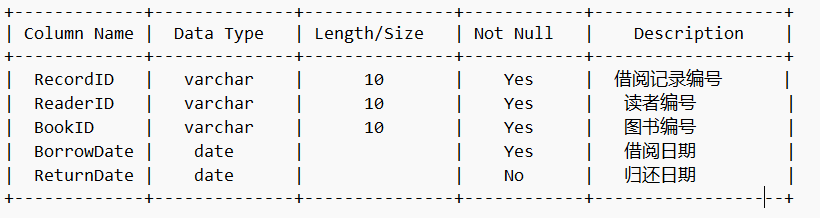 +-------------+--------------+---------------+------------+-------------------+
| Column Name |  Data Type   | Length/Size   | Not Null   |    Description    |
+-------------+--------------+---------------+------------+-------------------+
|  RecordID   |   varchar    |      10       |    Yes     |  借阅记录编号      |
|  ReaderID   |   varchar    |      10       |    Yes     |   读者编号         |
|  BookID     |   varchar    |      10       |    Yes     |   图书编号         |
|  BorrowDate |    date      |               |    Yes     |   借阅日期         |
|  ReturnDate |    date      |               |    No      |   归还日期         |
+-------------+--------------+---------------+------------+-------------------+